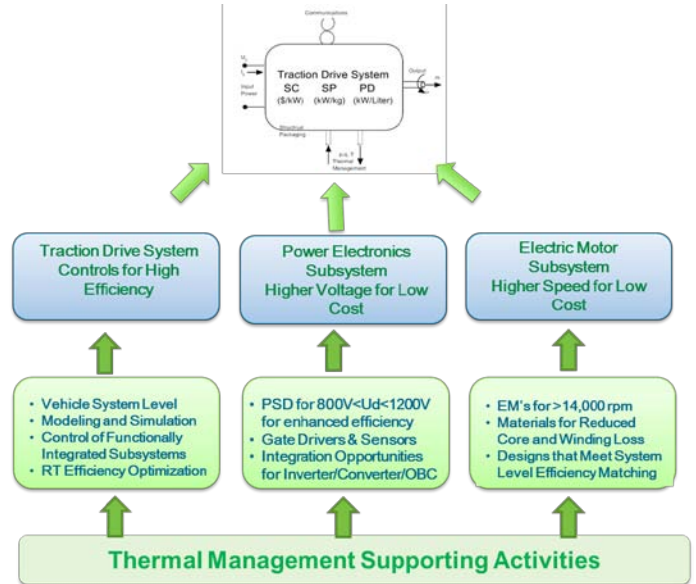 Communications
Traction Drive System
SC SP PD
($/kW) (kW/kg) (kW/Liter)
Output
Input
Power
m
Structural
Packaging
Thermal
Management
Traction Drive System
Controls for High
Efficiency
Power Electronics
Subsystem
Higher Voltage for Low
Cost
Electric Motor
Subsystem
Higher Speed for Low
Cost
• Vehicle System Level
• Modeling and Simulation
• Control of Functionally
Integrated Subsystems
• RT Efficiency Optimization
• PSD for 800V<Ud<1200V
for enhanced efficiency
• Gate Drivers & Sensors
• Integration Opportunities
for Inverter/Converter/OBC
• EM's for >14,000 rpm
• Materials for Reduced
Core and Winding Loss
• Designs that Meet System
Level Efficiency Matching
Thermal Management Supporting Activities